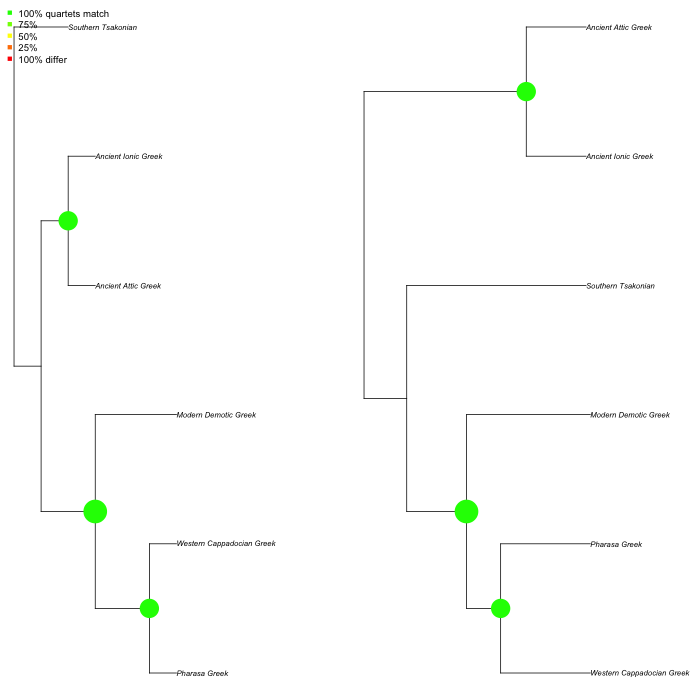 100% quartets match
75%
50%
25%
100% differ
Southern Tsakonian
Ancient Ionic Greek
Ancient Attic Greek
Modern Demotic Greek
Western Cappadocian Greek
Pharasa Greek
Ancient Attic Greek
Ancient Ionic Greek
Southern Tsakonian
Modern Demotic Greek
Pharasa Greek
Western Cappadocian Greek